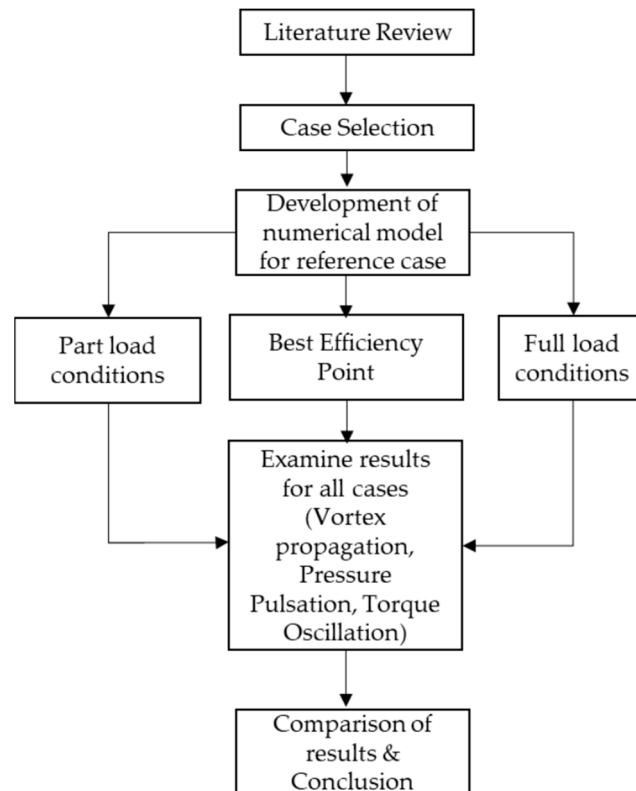 Literature Review
Case Selection
Development of
numerical model
for reference case
Part load
conditions
Best Efficiency
Point
Full load
conditions
Examine results
for all cases
(Vortex
propagation,
Pressure
Pulsation, Torque
Oscillation)
Comparison of
results &
Conclusion